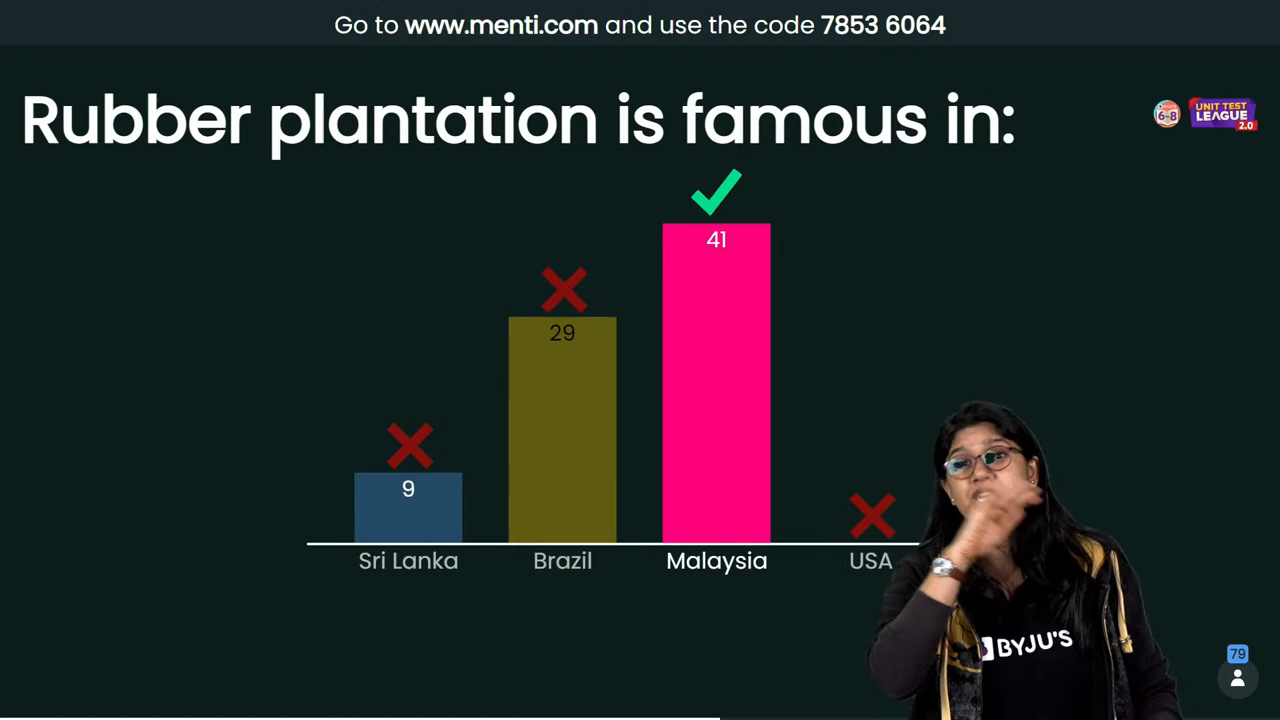 Go to www.menti.com and use the code 7853 6064
Rubber plantation is famous in:
6-8
UNIT TEST
LEAGUE
2.0
41
29
9
Sri Lanka
Brazil
Malaysia
USA
BYJU'S
79